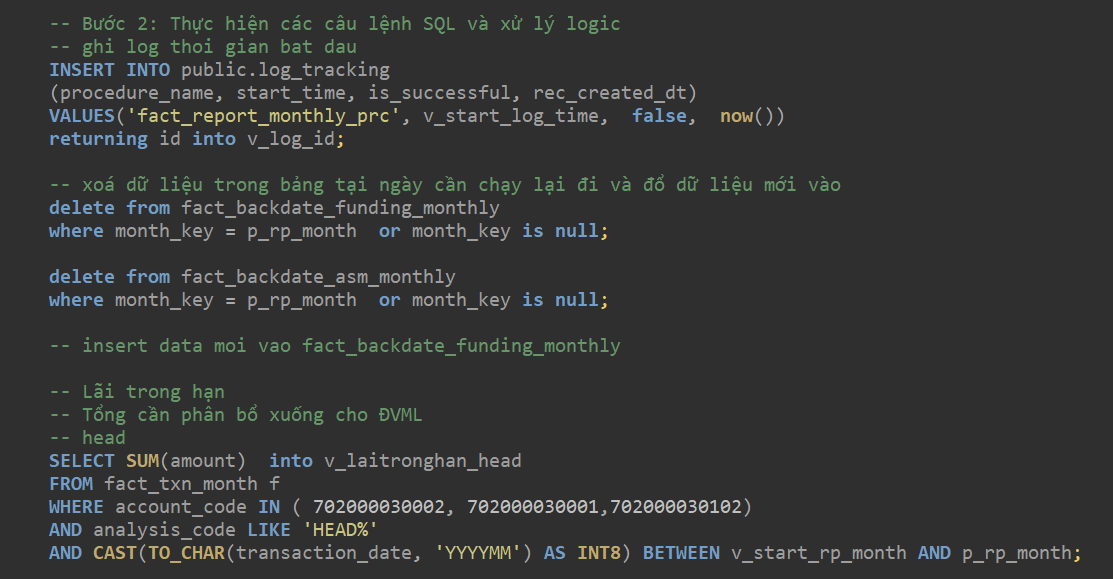 -- Bước 2: Thực hiện các câu lệnh SQL và xử lý logic
-- ghi log thoi gian bat dau
INSERT INTO public.log_tracking
(procedure_name, start_time, is_successful, rec_created_dt)
VALUES('fact_report_monthly_prc', v_start_log_time,  false,  now())
returning id into v_log_id;

-- xoá dữ liệu trong bảng tại ngày cần chạy lại đi và đổ dữ liệu mới vào
delete from fact_backdate_funding_monthly
where month_key = p_rp_month  or month_key is null;

delete from fact_backdate_asm_monthly
where month_key = p_rp_month  or month_key is null;

-- insert data moi vao fact_backdate_funding_monthly

-- Lãi trong hạn
-- Tổng cần phân bổ xuống cho ĐVML
-- head
SELECT SUM(amount)  into v_laitronghan_head
FROM fact_txn_month f
WHERE account_code IN ( 702000030002, 702000030001,702000030102)
AND analysis_code LIKE 'HEAD%'
AND CAST(TO_CHAR(transaction_date, 'YYYYMM') AS INT8) BETWEEN v_start_rp_month AND p_rp_month;